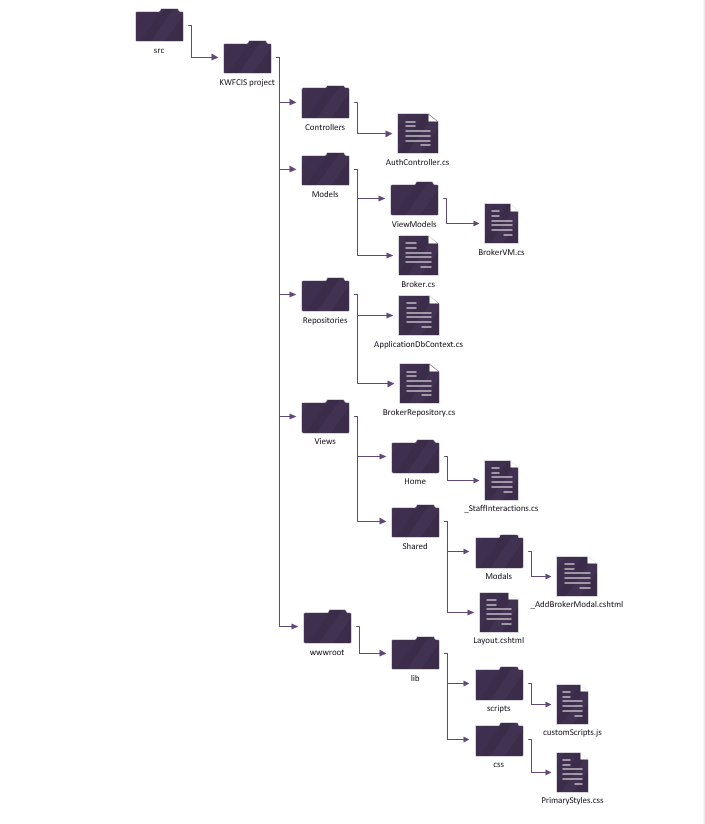 src
KWFCIS project
Controllers
AuthController.cs
Models
ViewModels
BrokerVM.cs
Broker.cs
Repositories
ApplicationDbContext.cs
BrokerRepository.cs
Views
Home
_StaffInteractions.cs
Shared
Modals
_AddBrokerModal.cshtml
Layout.cshtml
wwwroot
lib
scripts
customScripts.js
css
PrimaryStyles.css